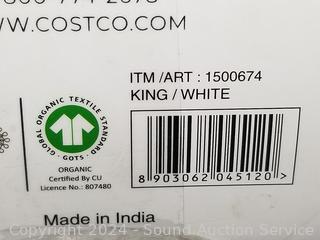 WWW.COSTCO.COM
ITM /ART : 1500674
KING / WHITE
GLOBAL ORGANIC TEXTILE STANDARD
· GOTS ·
ORGANIC
Certified By CU
Licence No.: 807480
8 903062 045120 >
Made in India
Copyright 2024 - Sound Auction Service